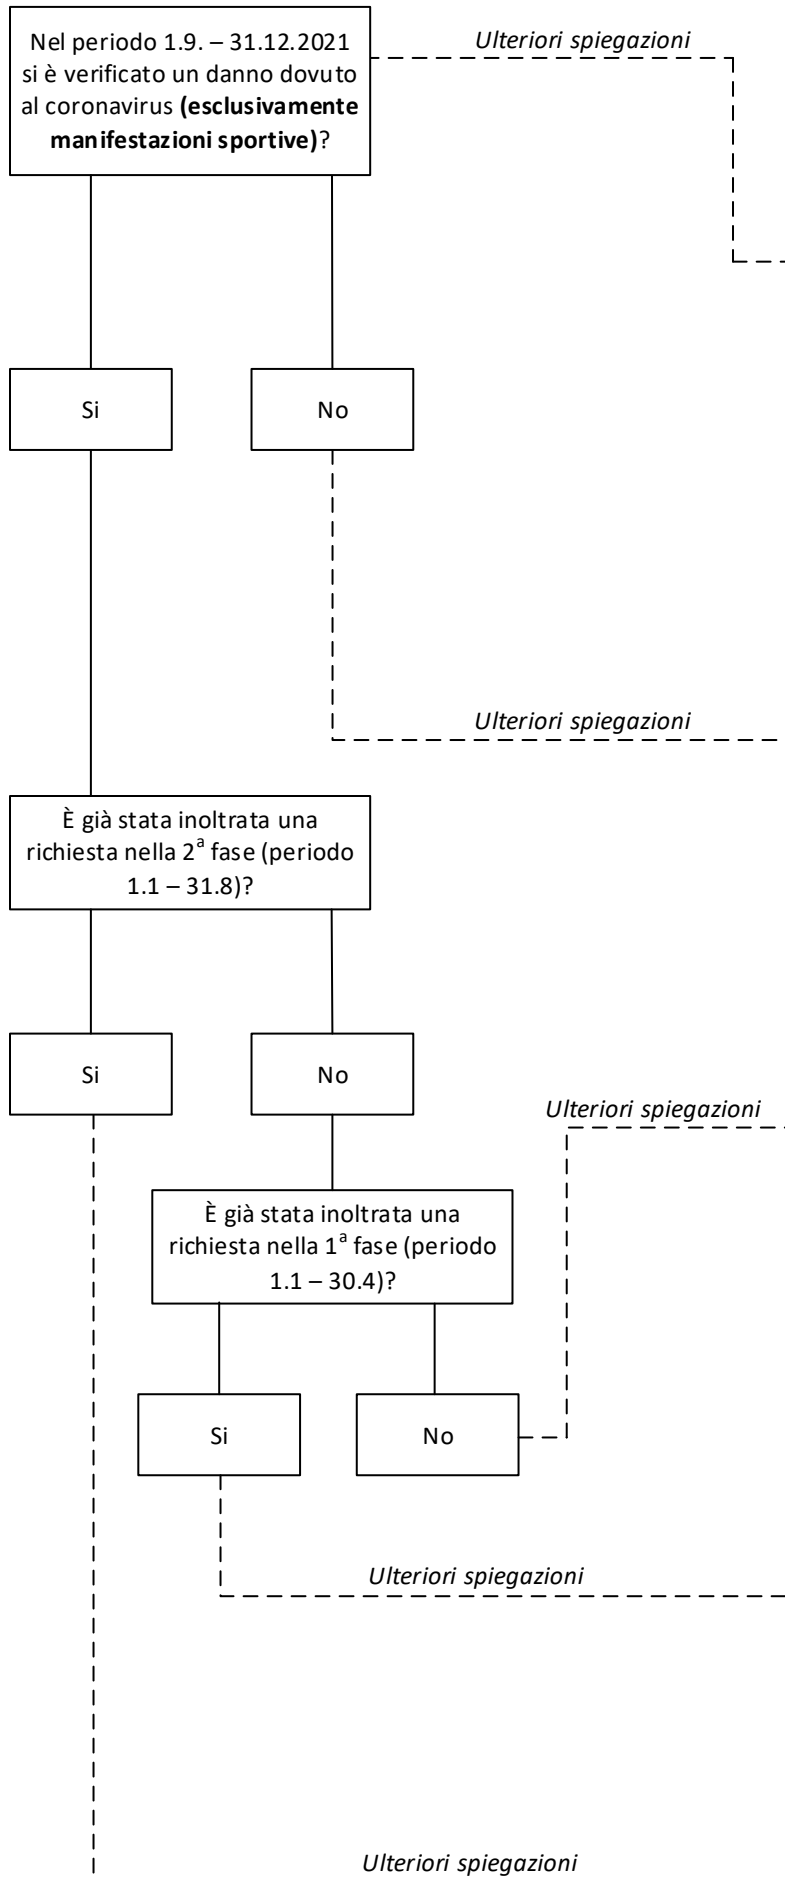 Nel periodo 1.9. – 31.12.2021
si è verificato un danno dovuto
al coronavirus (esclusivamente
manifestazioni sportive)?
Ulteriori spiegazioni
Si
No
Ulteriori spiegazioni
È già stata inoltrata una
richiesta nella 2ª fase (periodo
1.1 – 31.8)?
Si
No
Ulteriori spiegazioni
È già stata inoltrata una
richiesta nella 1ª fase (periodo
1.1 – 30.4)?
Si
No
Ulteriori spiegazioni
Ulteriori spiegazioni